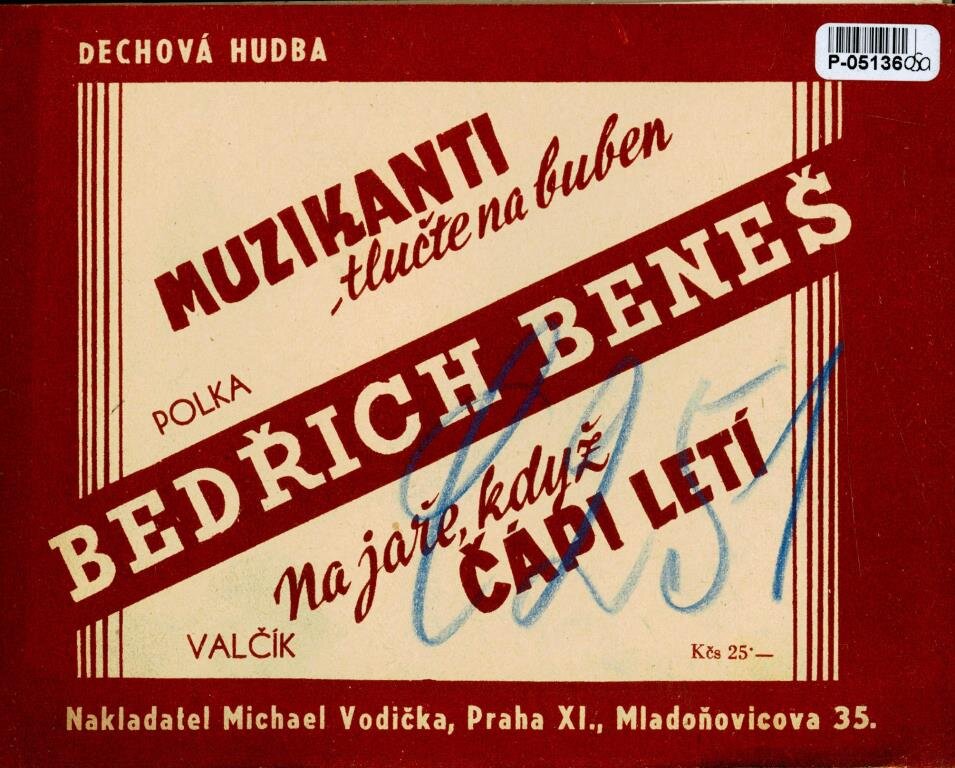 DECHOVÁ HUDBA
P-05136
MUZIKANTI
tlučte na buben
POLKA
BEDŘICH BENEŠ
Na jaře, když
ČÁPI LETÍ
VALČÍK
Kčs 25·—
Nakladatel Michael Vodička, Praha XI., Mladoňovicova 35.